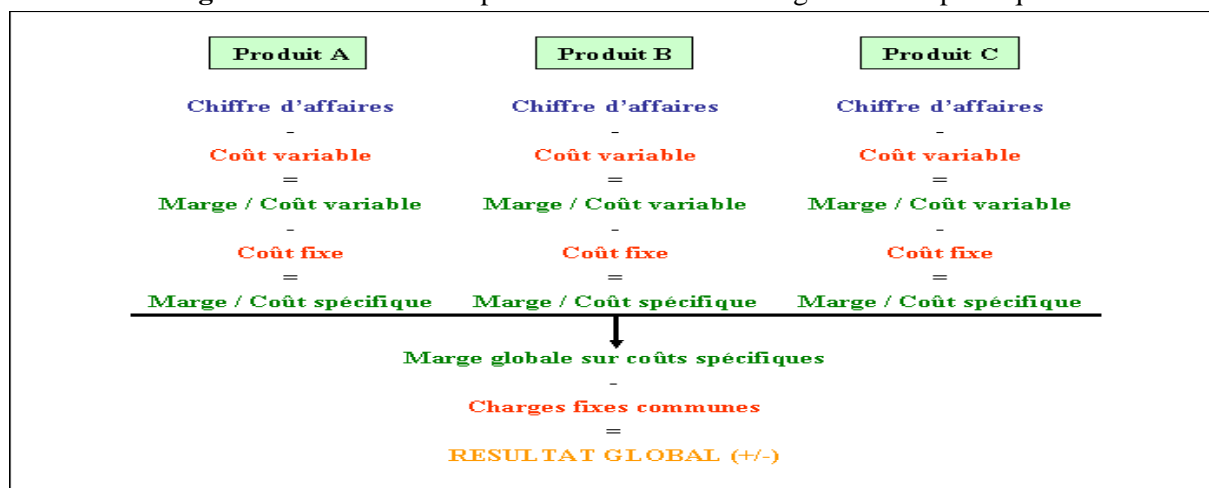 Produit A Produit B Produit C
Chiffre d'affaires Chiffre d'affaires Chiffre d'affaires
- - -
Coût variable Coût variable Coût variable
= = =
Marge / Coût variable Marge / Coût variable Marge / Coût variable
- - -
Coût fixe Coût fixe Coût fixe
= = =
Marge / Coût spécifique Marge / Coût spécifique Marge / Coût spécifique
Marge globale sur coûts spécifiques
-
Charges fixes communes
=
RESULTAT GLOBAL (+/-)